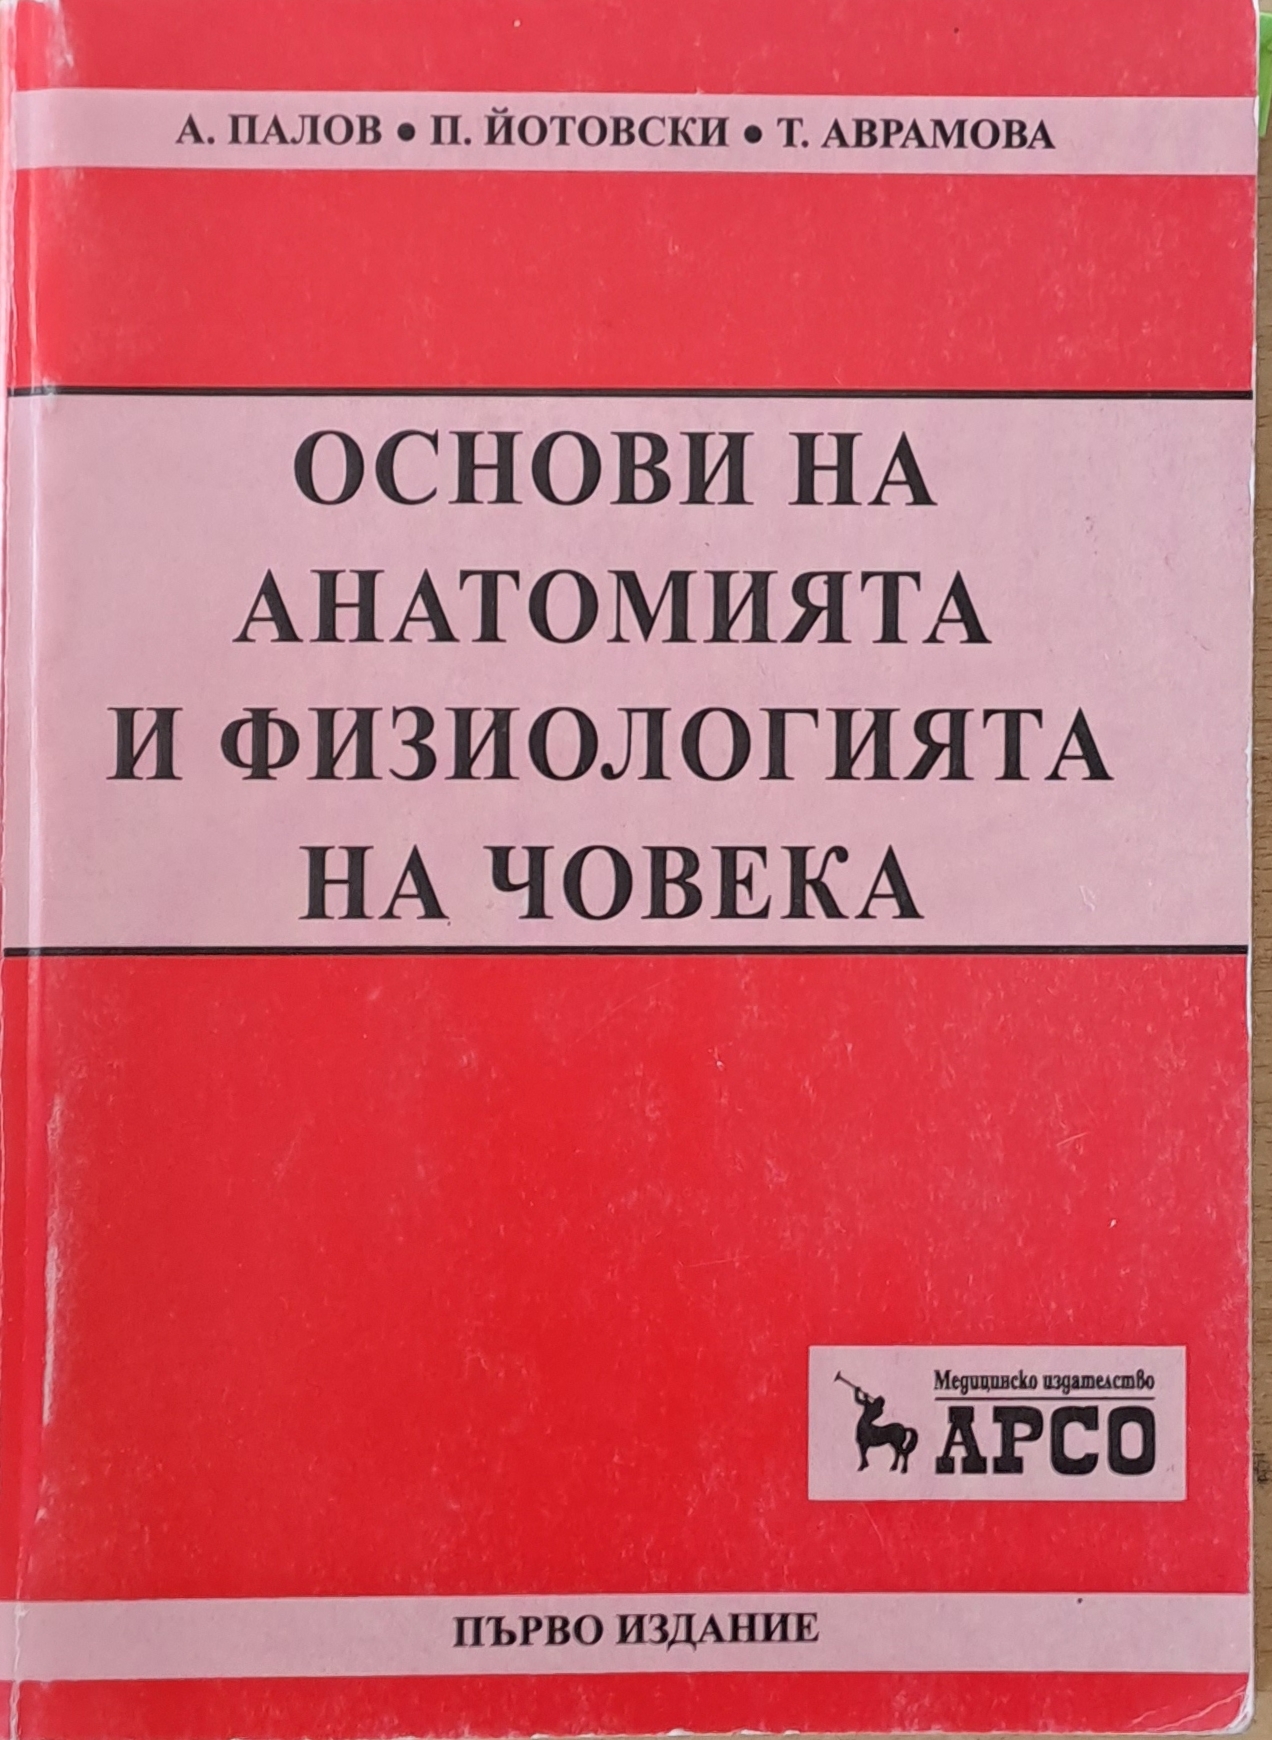 А. ПАЛОВ • П. ЙОТОВСКИ • Т. АВРАМОВА
ОСНОВИ НА
АНАТОМИЯТА
И ФИЗИОЛОГИЯТА
НА ЧОВЕКА
Медицинско издателство
АРСО
ПЪРВО ИЗДАНИЕ